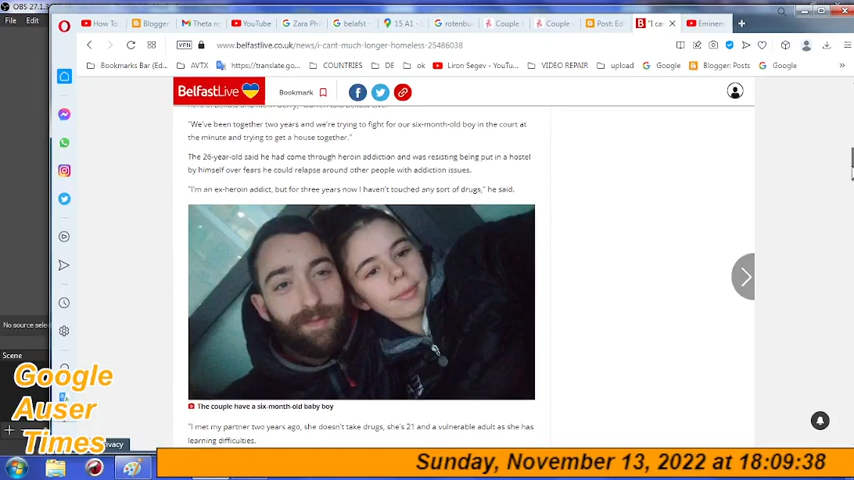 OBS 27.1.3
File
Edit
How To
Blogger
Theta re
YouTube
Zara Ph
belafst -
15 A1 -
rotenbu
Couple s
Couple s
Post: Edi
"I ca
Eminem
VPN
www.belfastlive.co.uk/news/i-cant-much-longer-homeless-25486038
Bookmarks Bar (Ed...
AVTX
https://translate.go...
COUNTRIES
DE
ok
Liron Segev - YouTu...
VIDEO REPAIR
upload
Google
Blogger: Posts
Google
BelfastLive
Bookmark
"We've been together two years and we're trying to fight for our six-month-old boy in the court at
the minute and trying to get a house together."
The 26-year-old said he had come through heroin addiction and was resisting being put in a hostel
by himself over fears he could relapse around other people with addiction issues.
"I'm an ex-heroin addict, but for three years now I haven't touched any sort of drugs," he said.
The couple have a six-month-old baby boy
"I met my partner two years ago, she doesn't take drugs, she's 21 and a vulnerable adult as she has
learning difficulties.
No source selec
Scene
Google
Auser
Times
ivacy
Sunday, November 13, 2022 at 18:09:38